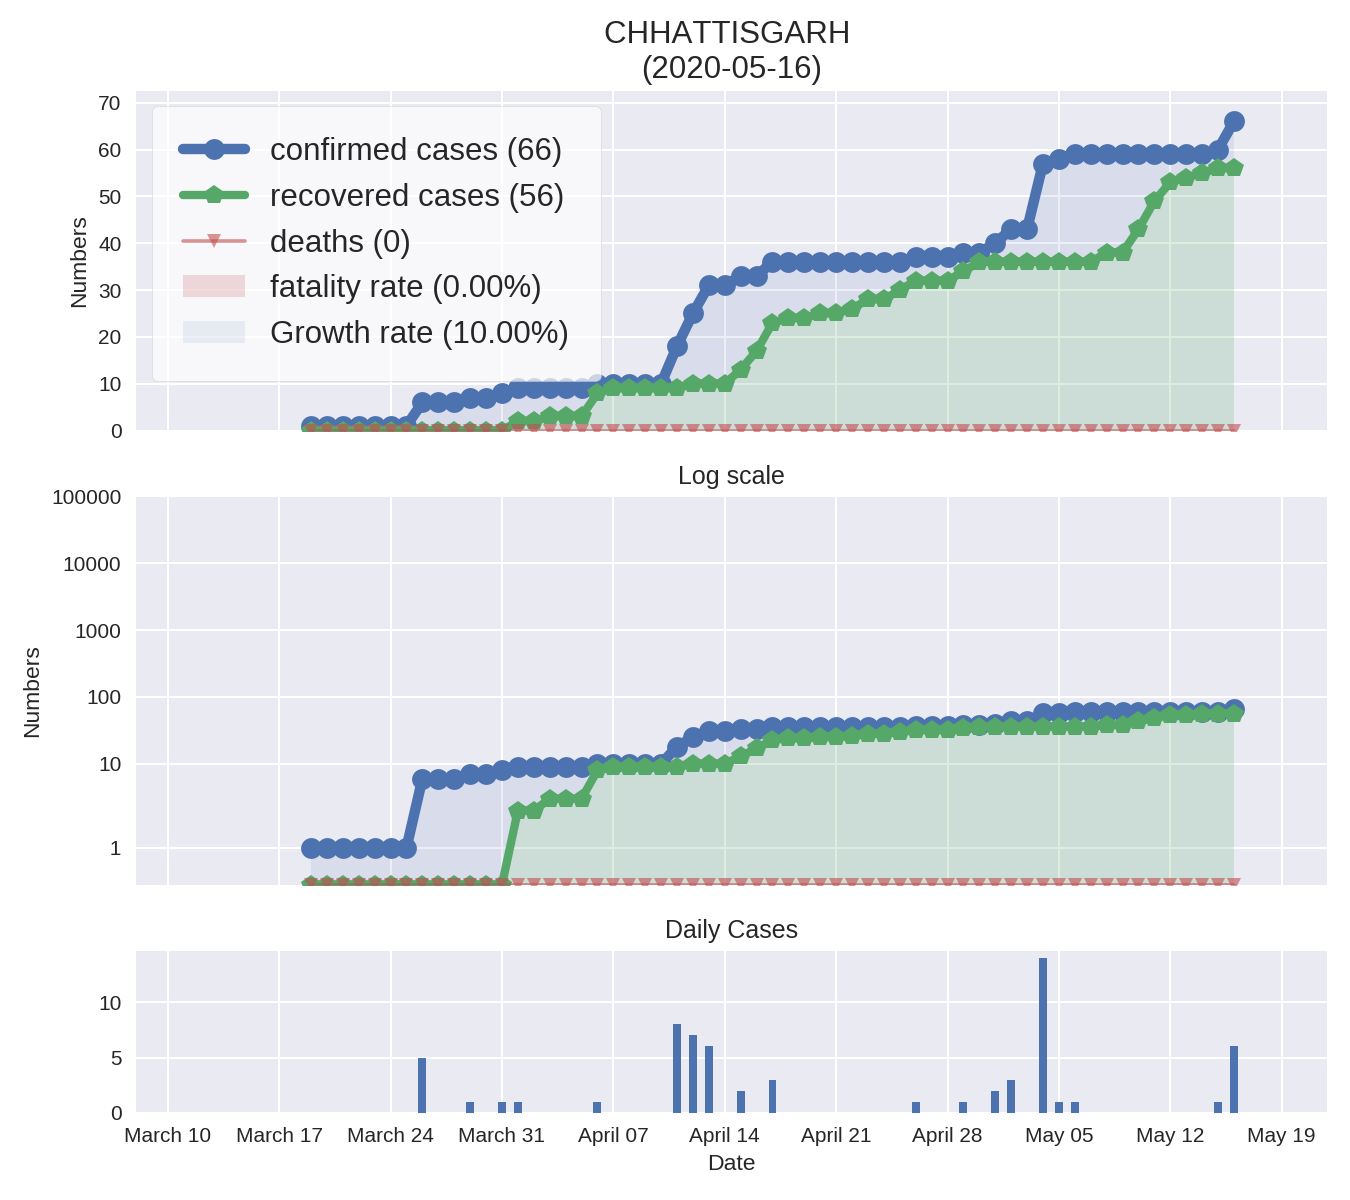 CHHATTISGARH
(2020-05-16)
70
60
50
40
30
20
10
0
Numbers
confirmed cases (66)
recovered cases (56)
deaths (0)
fatality rate (0.00%)
Growth rate (10.00%)
Log scale
100000
10000
1000
100
10
1
Numbers
Daily Cases
10
5
0
March 10 March 17 March 24 March 31 April 07 April 14 April 21 April 28 May 05 May 12 May 19
Date